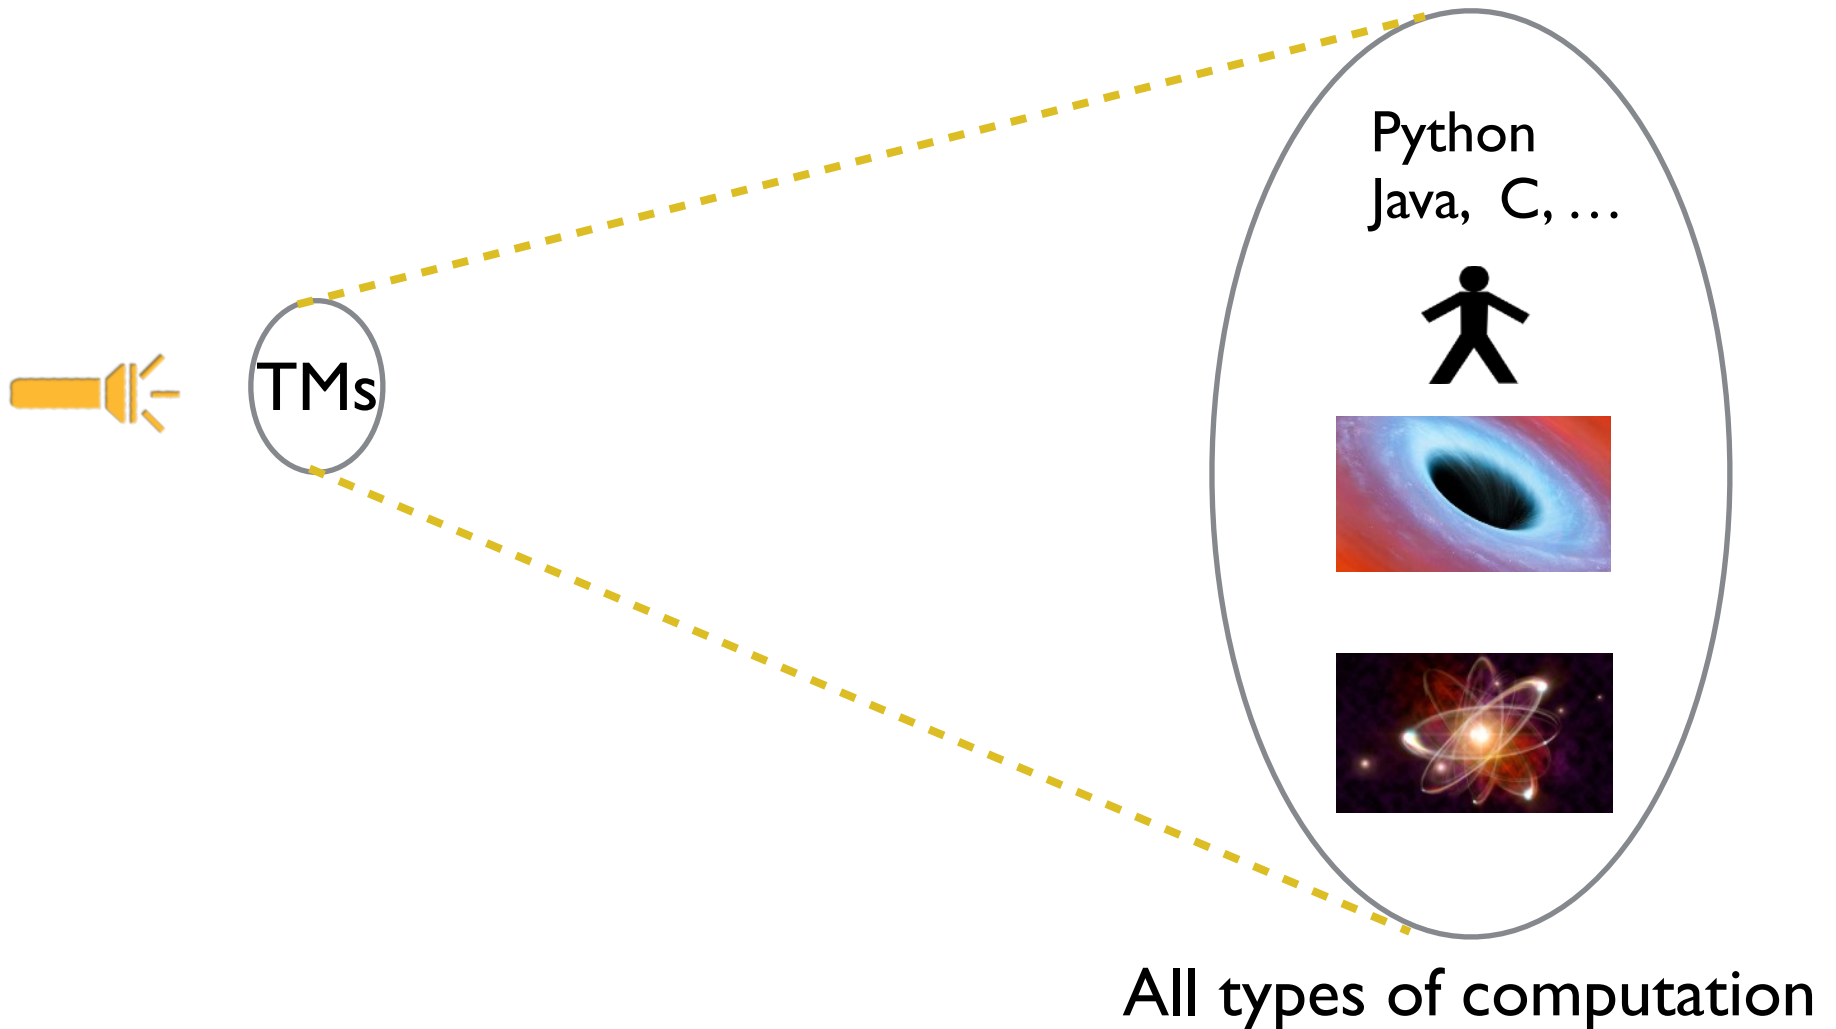 Python
Java, C, …
TMs
All types of computation